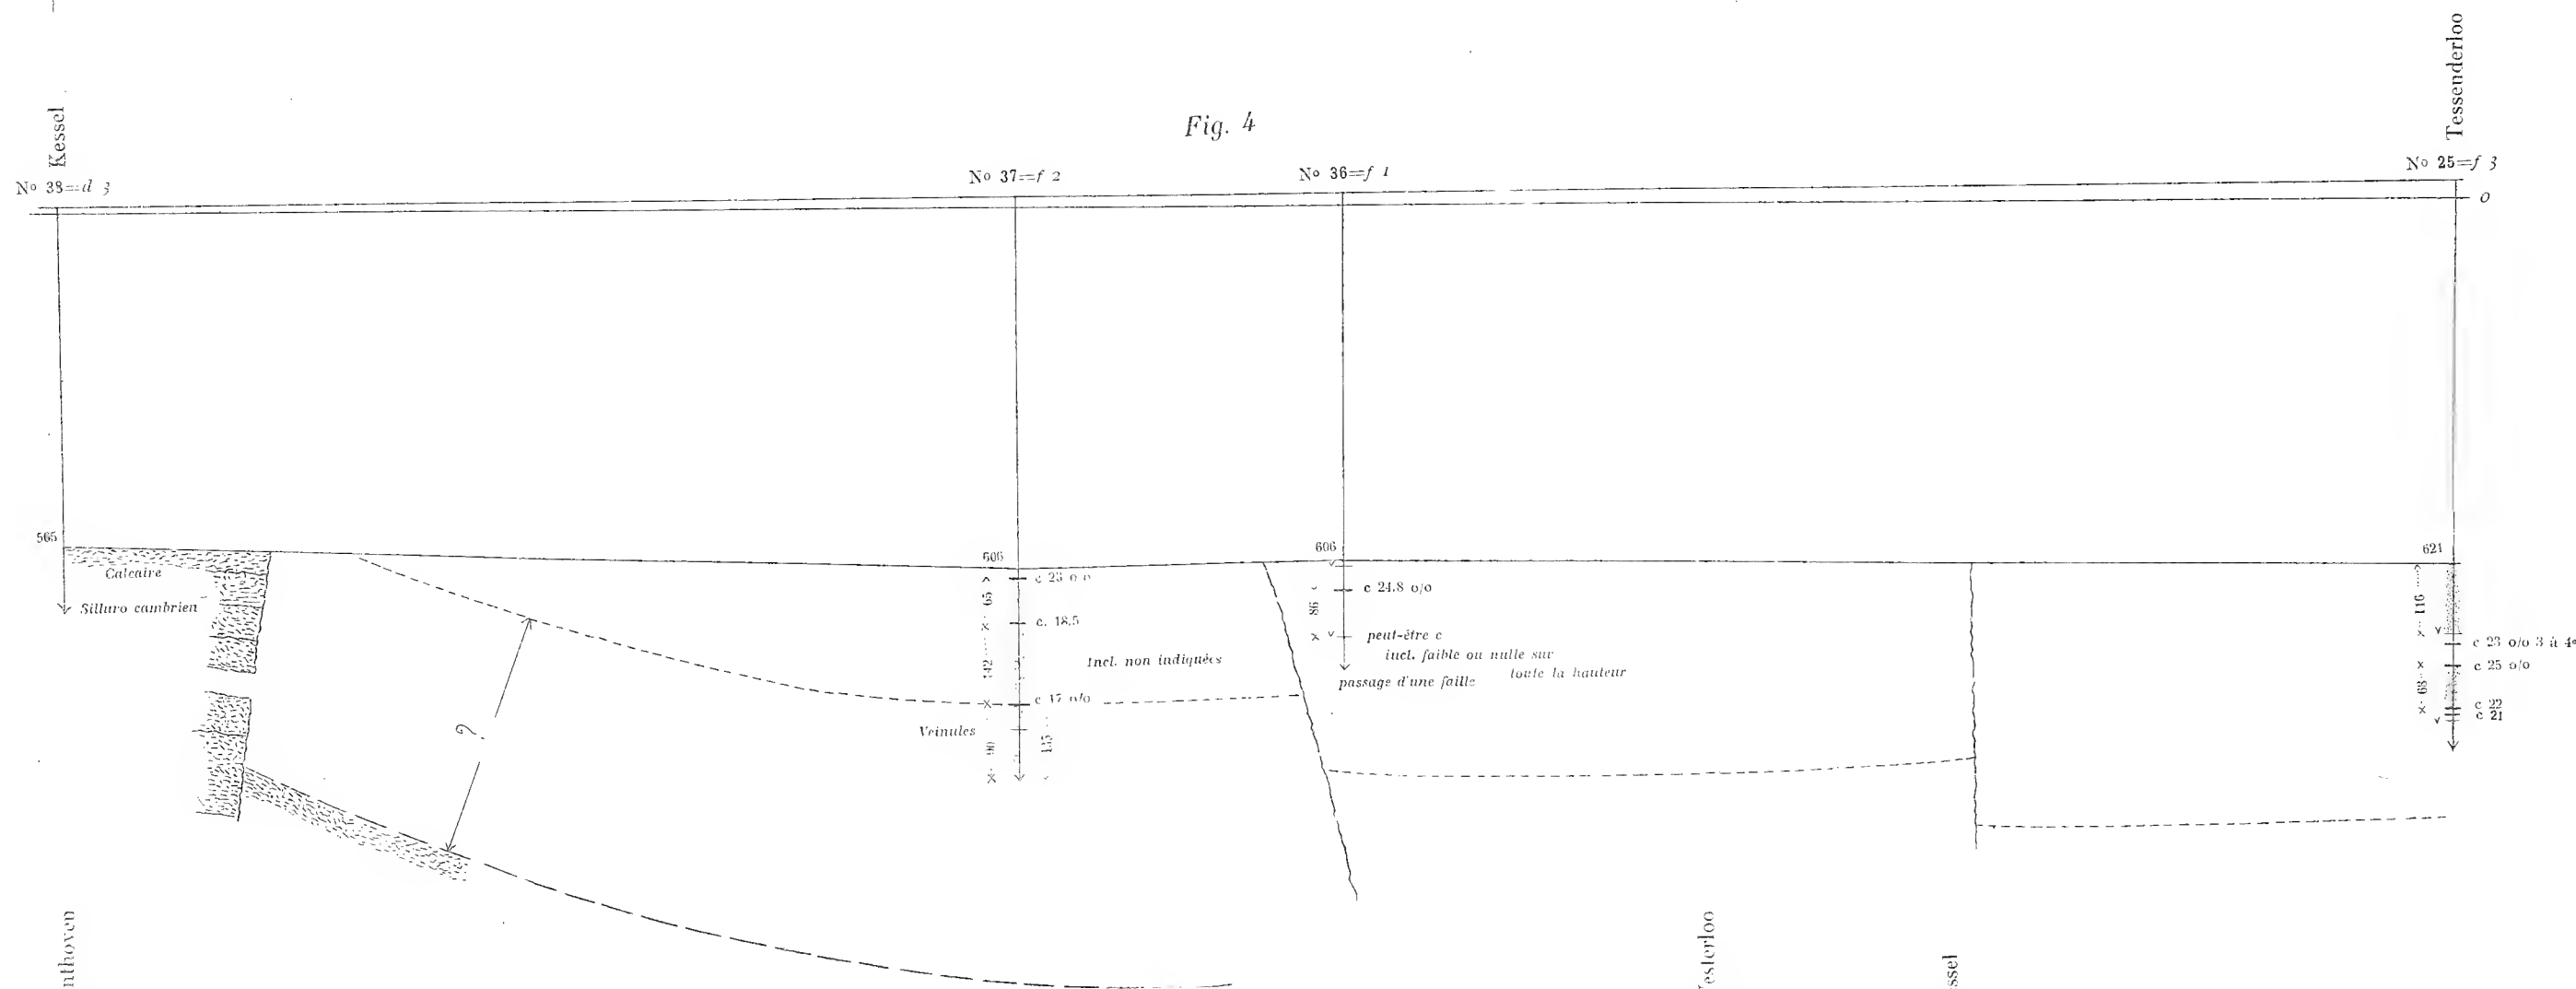 Kessel
Tessenderloo
Fig. 4
No 38=d 3
No 37=f 2
No 36=f 1
No 25=f 3
0
565
606
606
621
Calcaire
Silluro cambrien
c 23 o/o
65
c. 18.5
142
Incl. non indiquées
c 17 o/o
Veinules
90
c 24.8 o/o
86
peut-être c
incl. faible ou nulle sur
toute la hauteur
passage d'une faille
116
c 23 o/o 3 à 4°
c 25 o/o
68
c 22
c 21
?
nthoven
esterloo
ssel